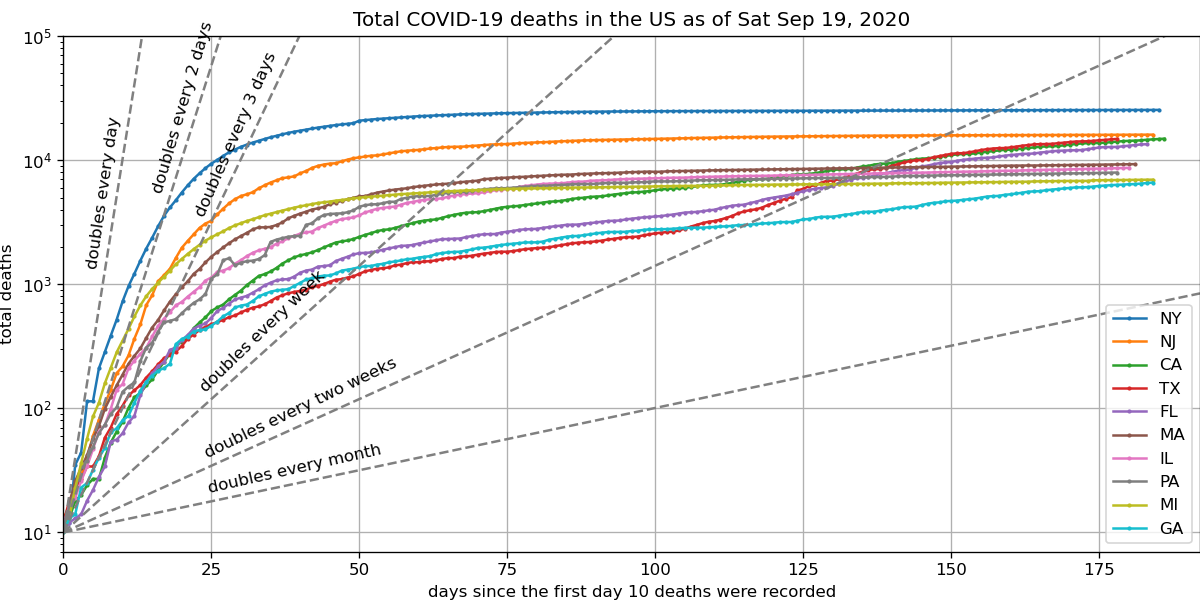 Total COVID-19 deaths in the US as of Sat Sep 19, 2020
total deaths
10⁵
10⁴
10³
10²
10¹
doubles every day
doubles every 2 days
doubles every 3 days
doubles every week
doubles every two weeks
doubles every month
NY
NJ
CA
TX
FL
MA
IL
PA
MI
GA
0 25 50 75 100 125 150 175
days since the first day 10 deaths were recorded